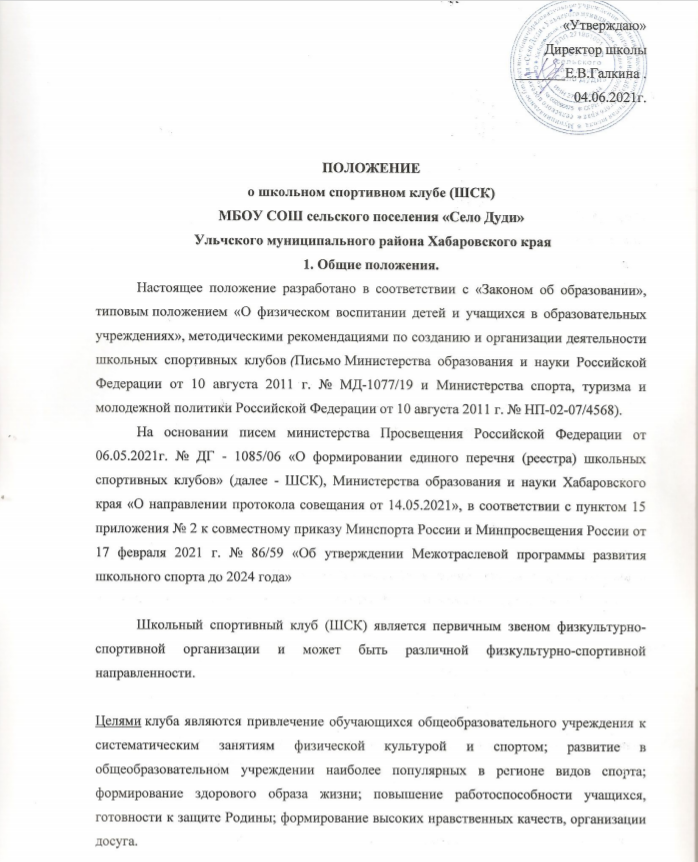 «Утверждаю»
Директор школы
Е.В.Галкина .
04.06.2021г.
ПОЛОЖЕНИЕ
о школьном спортивном клубе (ШСК)
МБОУ СОШ сельского поселения «Село Дуди»
Ульчского муниципального района Хабаровского края
1. Общие положения.
Настоящее положение разработано в соответствии с «Законом об образовании»,
типовым положением «О физическом воспитании детей и учащихся в образовательных
учреждениях», методическими рекомендациями по созданию и организации деятельности
школьных спортивных клубов (Письмо Министерства образования и науки Российской
Федерации от 10 августа 2011 г. № МД-1077/19 и Министерства спорта, туризма и
молодежной политики Российской Федерации от 10 августа 2011 г. № НП-02-07/4568).
На основании писем министерства Просвещения Российской Федерации от
06.05.2021г. № ДГ - 1085/06 «О формировании единого перечня (реестра) школьных
спортивных клубов» (далее - ШСК), Министерства образования и науки Хабаровского
края «О направлении протокола совещания от 14.05.2021», в соответствии с пунктом 15
приложения № 2 к совместному приказу Минспорта России и Минпросвещения России от
17 февраля 2021 г. № 86/59 «Об утверждении Межотраслевой программы развития
школьного спорта до 2024 года»
Школьный спортивный клуб (ШСК) является первичным звеном физкультурно-
спортивной организации и может быть различной физкультурно-спортивной
направленности.
Целями клуба являются привлечение обучающихся общеобразовательного учреждения к
систематическим занятиям физической культурой и спортом; развитие в
общеобразовательном учреждении наиболее популярных в регионе видов спорта;
формирование здорового образа жизни; повышение работоспособности учащихся,
готовности к защите Родины; формирование высоких нравственных качеств, организации
досуга.